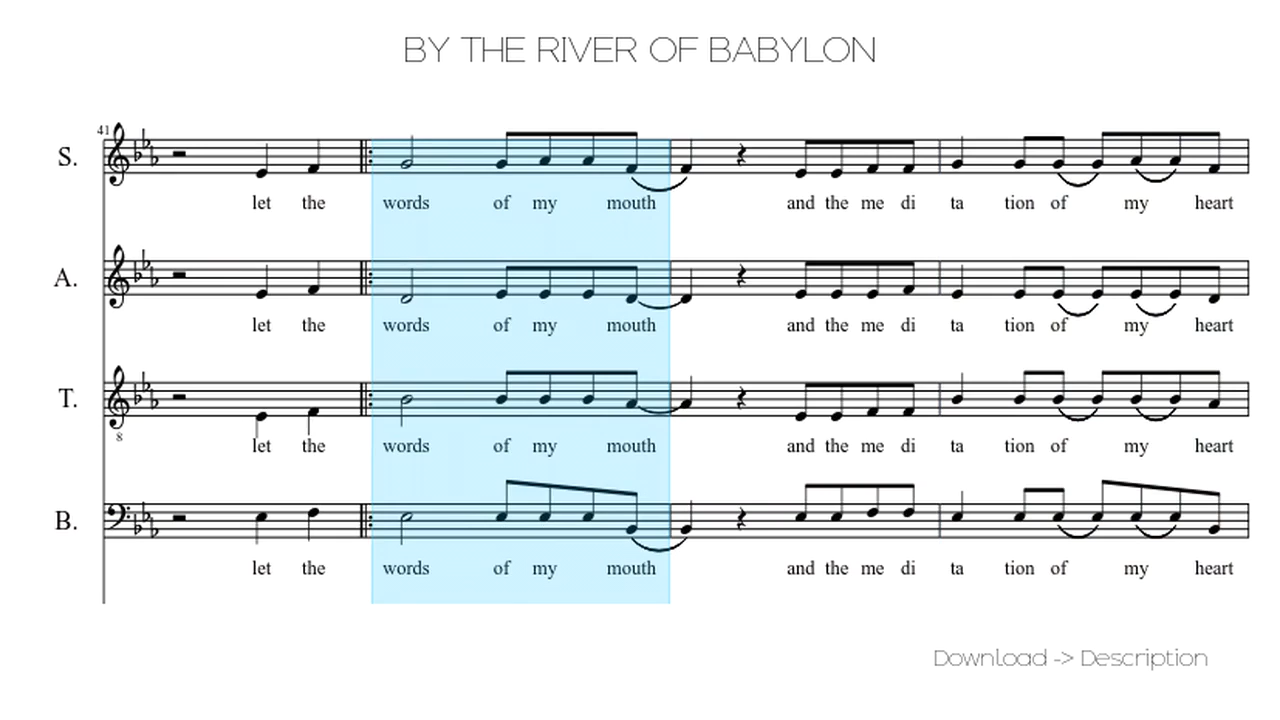 BY THE RIVER OF BABYLON
41
S.
let the words of my mouth and the me di ta tion of my heart
A.
let the words of my mouth and the me di ta tion of my heart
T.
8
let the words of my mouth and the me di ta tion of my heart
B.
let the words of my mouth and the me di ta tion of my heart
Download -> Description